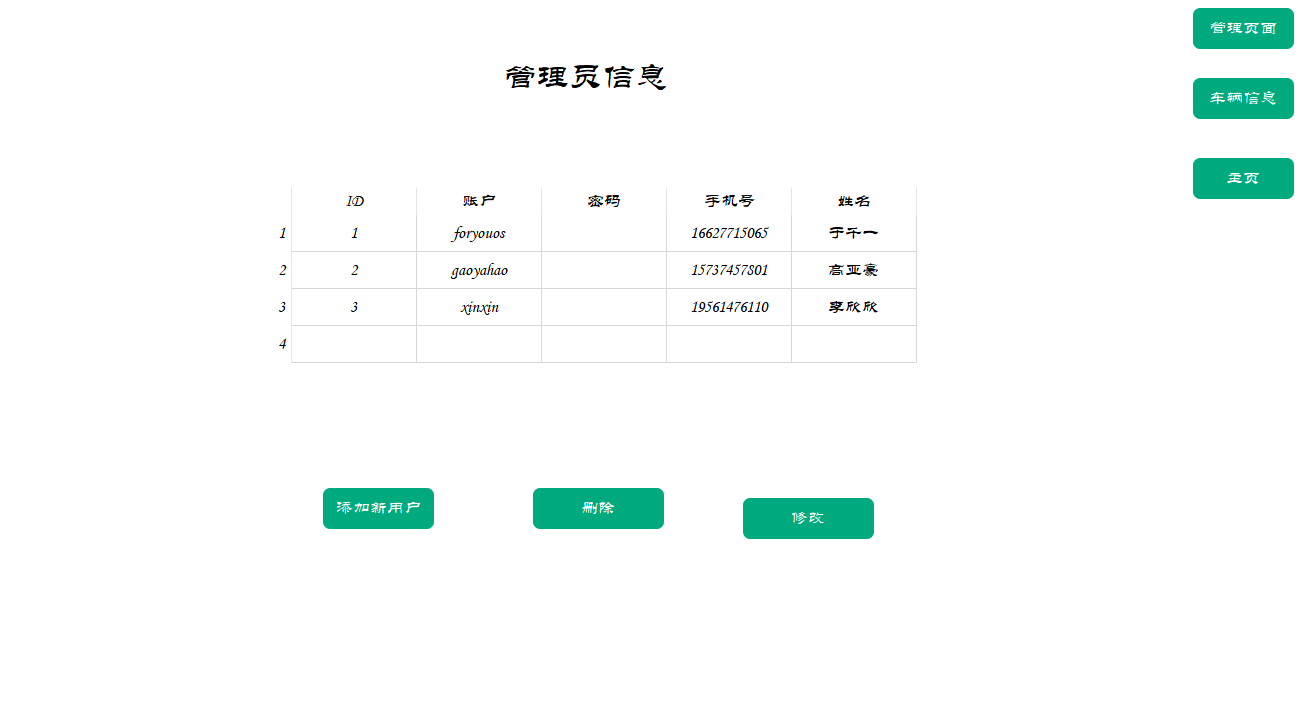 管理页面
管理员信息
车辆信息
主页
ID 账户 密码 手机号 姓名
1 1 foryouos 16627715065 于千一
2 2 gaoyahao 15737457801 高亚豪
3 3 xinxin 19561476110 李欣欣
4
添加新用户 删除 修改